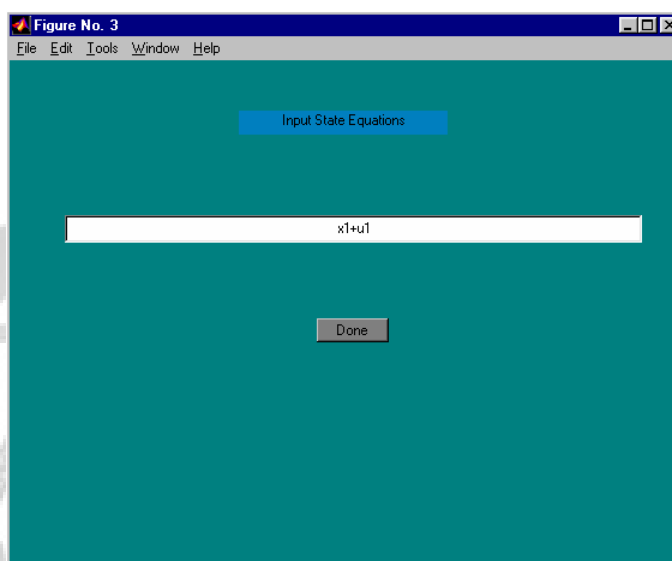 Figure No. 3
File Edit Tools Window Help
Input State Equations
x1+u1
Done